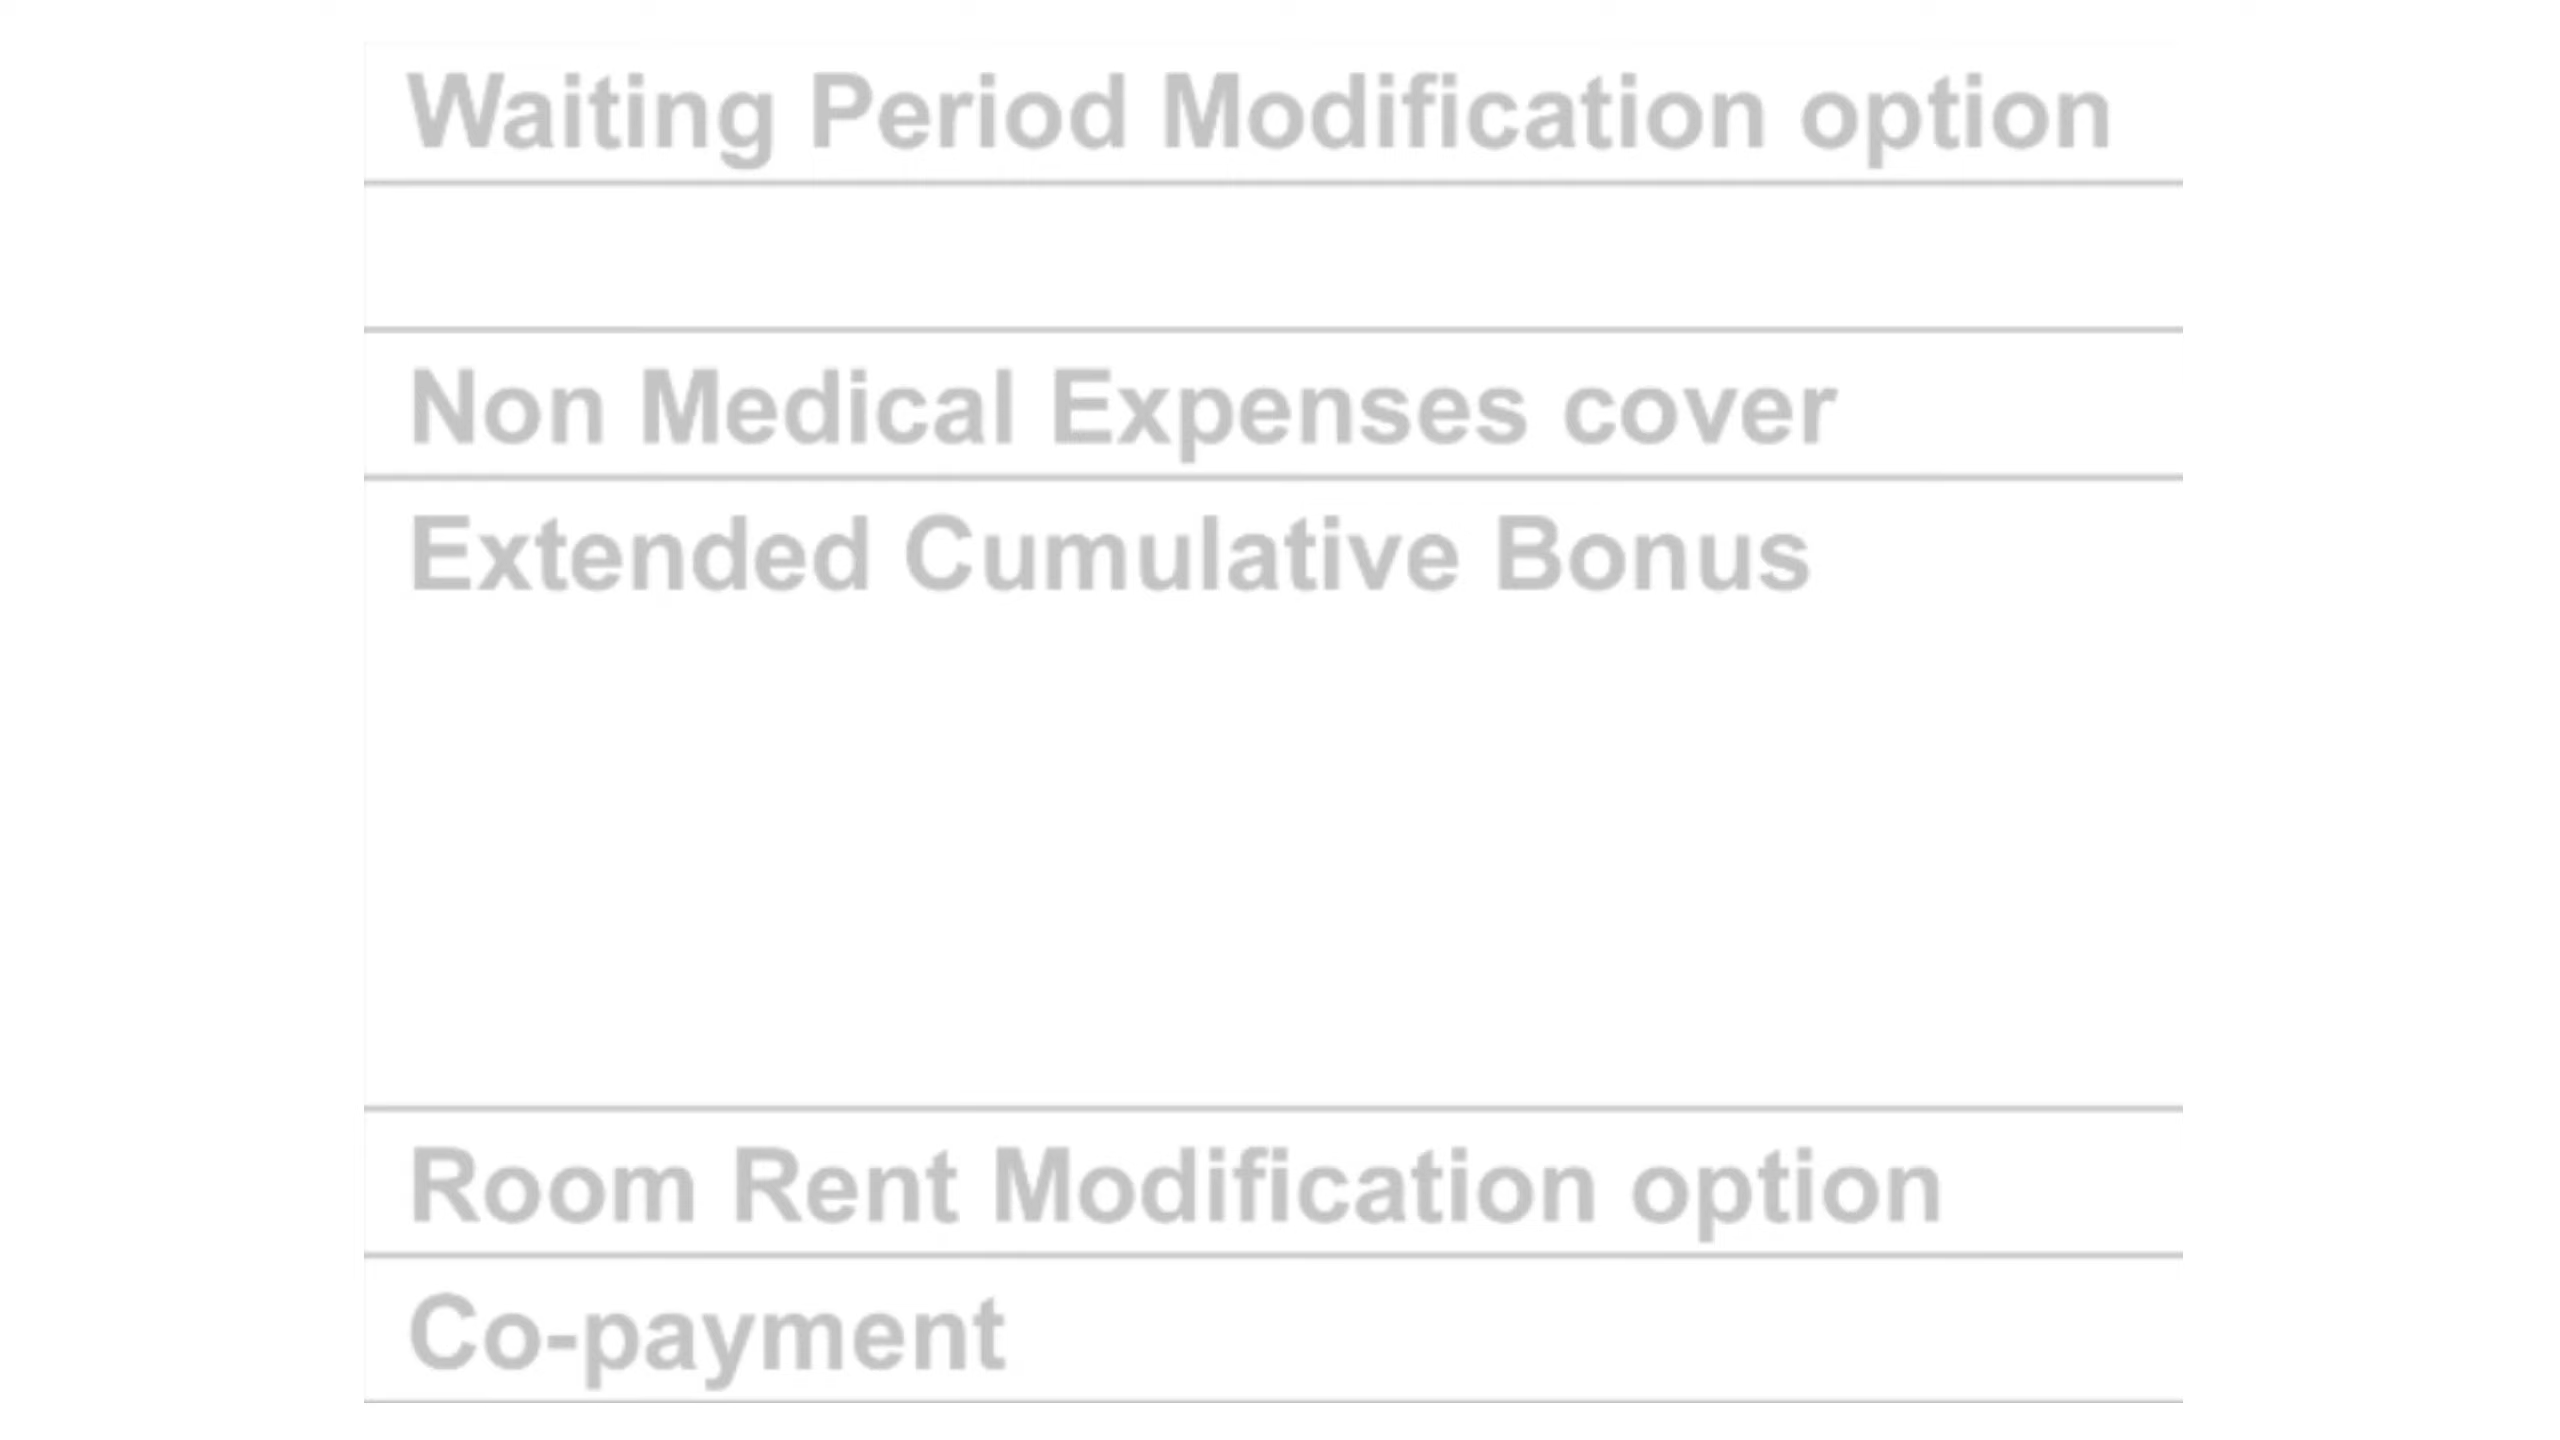 Waiting Period Modification option
Non Medical Expenses cover
Extended Cumulative Bonus
Room Rent Modification option
Co-payment